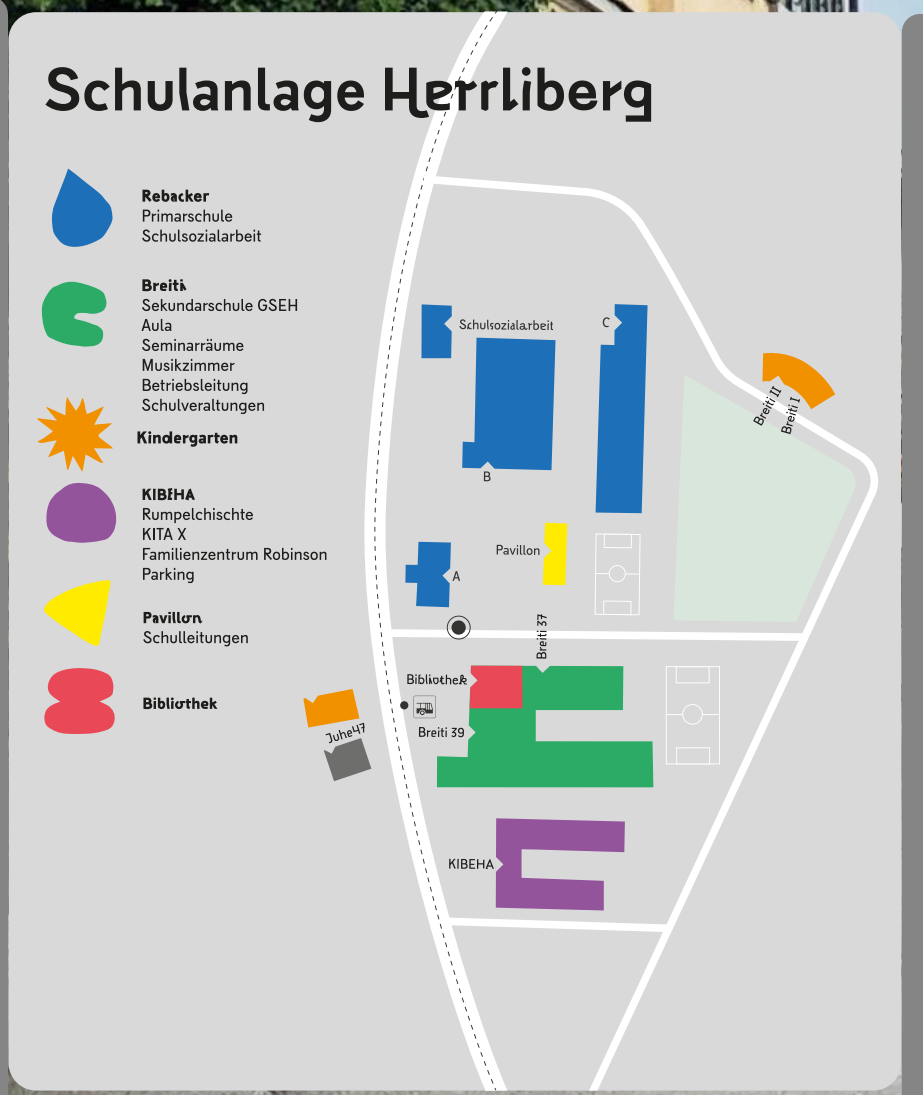 Schulanlage Herrliberg
Rebacker
Primarschule
Schulsozialarbeit
Breiti
Sekundarschule GSEH
Aula
Seminarräume
Musikzimmer
Betriebsleitung
Schulveraltungen
Kindergarten
KIBEHA
Rumpelchischte
KITA X
Familienzentrum Robinson
Parking
Pavillon
Schulleitungen
Bibliothek
Schulsozialarbeit
C
Breiti II
Breiti I
B
Pavillon
A
Breiti 37
Bibliothek
Breiti 39
Juhe47
KIBEHA